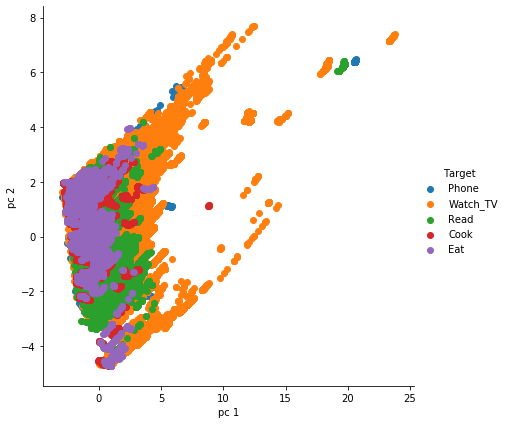 8
6
4
2
0
−2
−4
pc 2
0
5
10
15
20
25
pc 1
Target
Phone
Watch_TV
Read
Cook
Eat